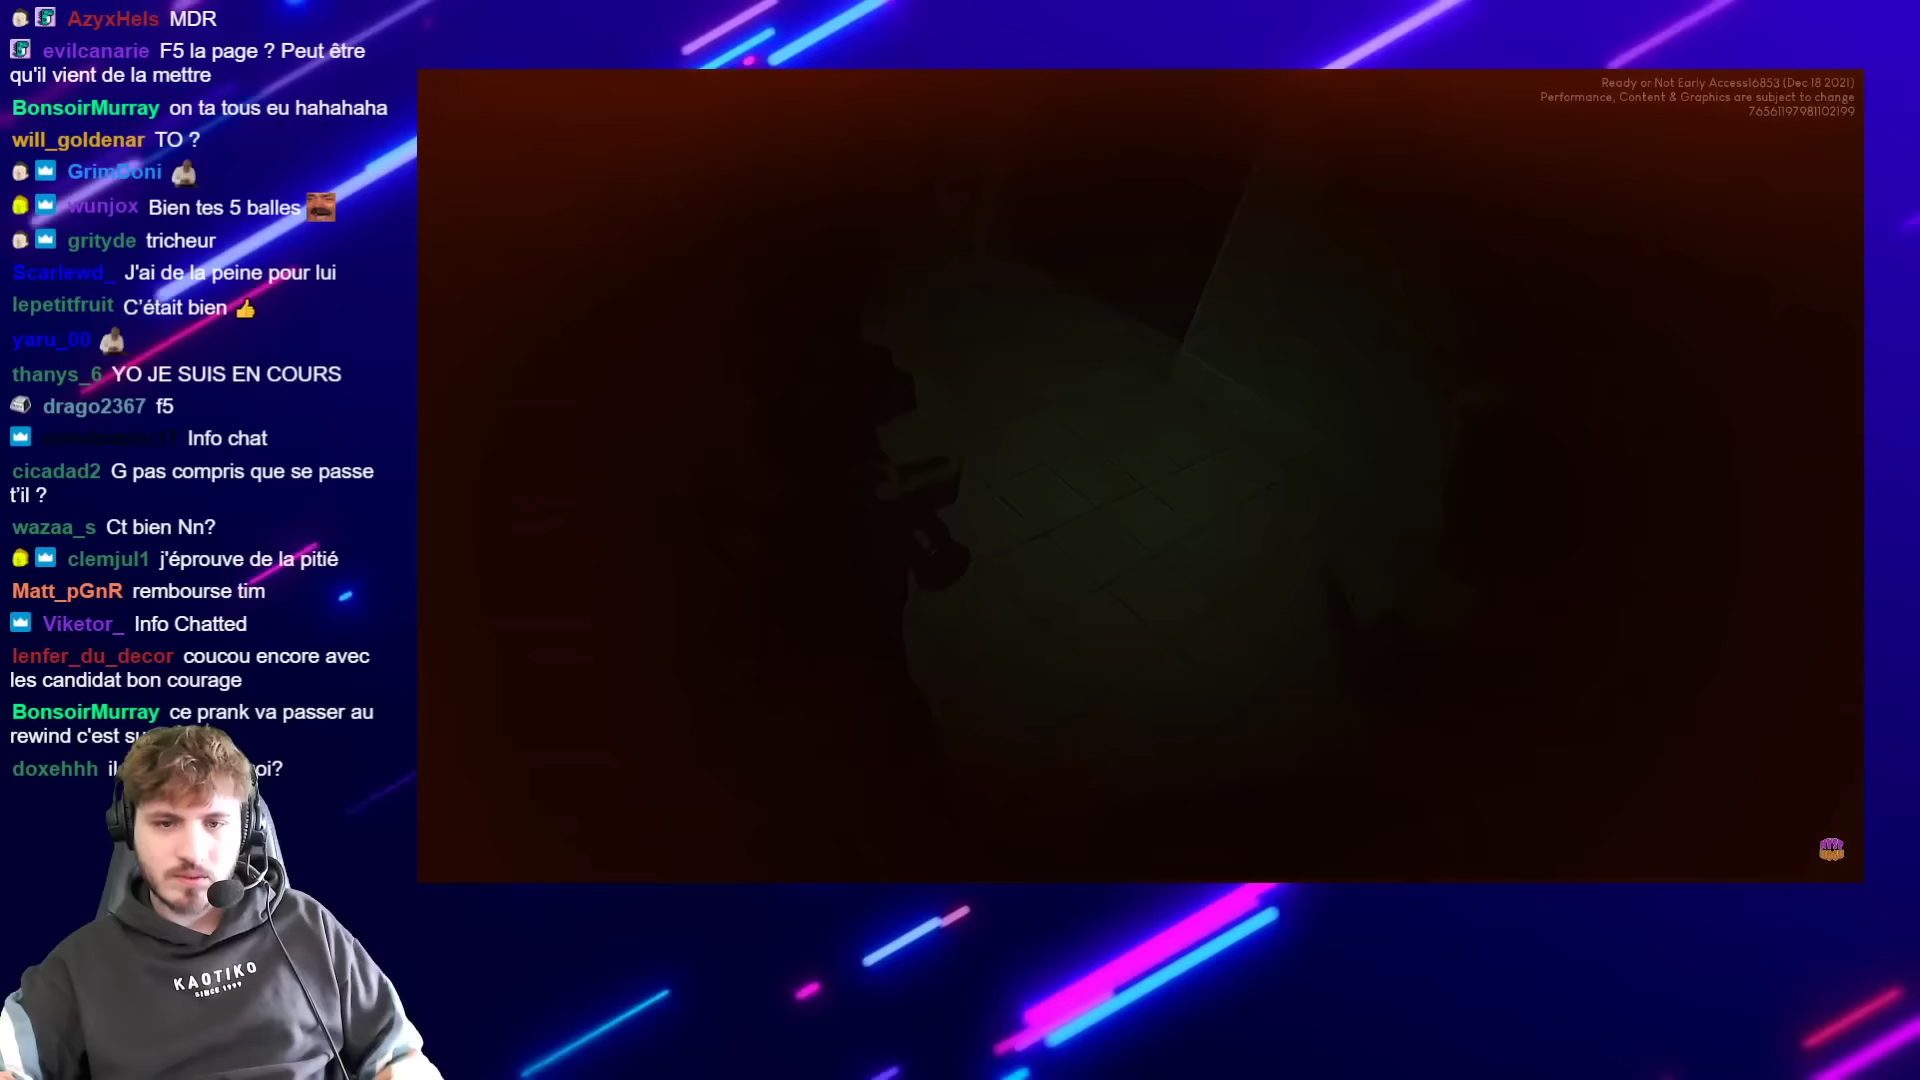 AzyxHels MDR
evilcanarie F5 la page ? Peut être
qu'il vient de la mettre
BonsoirMurray on ta tous eu hahahaha
will_goldenar TO ?
GrimDoni
wunjox Bien tes 5 balles
grityde tricheur
Scarlewd_ J'ai de la peine pour lui
lepetitfruit C'était bien
yaru_00
thanys_6 YO JE SUIS EN COURS
drago2367 f5
Info chat
cicadad2 G pas compris que se passe
t'il ?
wazaa_s Ct bien Nn?
clemjul1 j'éprouve de la pitié
Matt_pGnR rembourse tim
Viketor_ Info Chatted
lenfer_du_decor coucou encore avec
les candidat bon courage
BonsoirMurray ce prank va passer au
rewind c'est
doxehhh
Ready or Not Early Access16853 (Dec 18 2021)
Performance, Content & Graphics are subject to change
76561197981102199
KAOTIKO
SINCE 1999